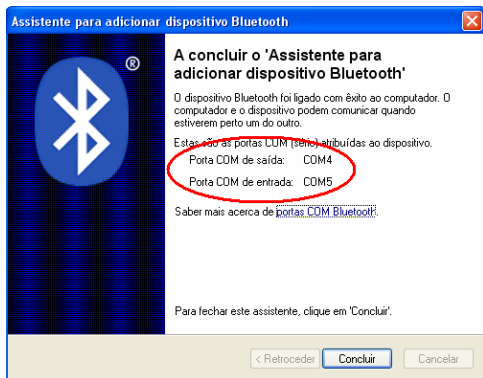 Assistente para adicionar dispositivo Bluetooth
®
A concluir o 'Assistente para
adicionar dispositivo Bluetooth'
O dispositivo Bluetooth foi ligado com êxito ao computador. O
computador e o dispositivo podem comunicar quando
estiverem perto um do outro.
Estas são as portas COM (série) atribuídas ao dispositivo.
Porta COM de saída: COM4
Porta COM de entrada: COM5
Saber mais acerca de portas COM Bluetooth.
Para fechar este assistente, clique em 'Concluir'.
< Retroceder Concluir Cancelar